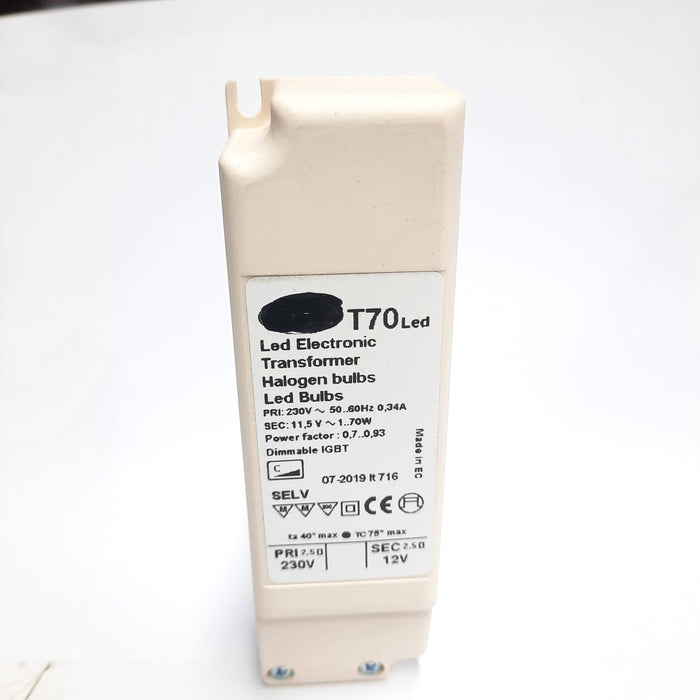 T70 Led
Led Electronic
Transformer
Halogen bulbs
Led Bulbs
PRI: 230V ~ 50..60Hz 0,34A
SEC: 11,5 V ~ 1..70W
Power factor : 0,7..0,93
Dimmable IGBT
Made in EC
C
07-2019 lt 716
SELV
M M CE
ta 40° max ● TC 75° max
PRI 2,5 SEC 2,5
230V 12V